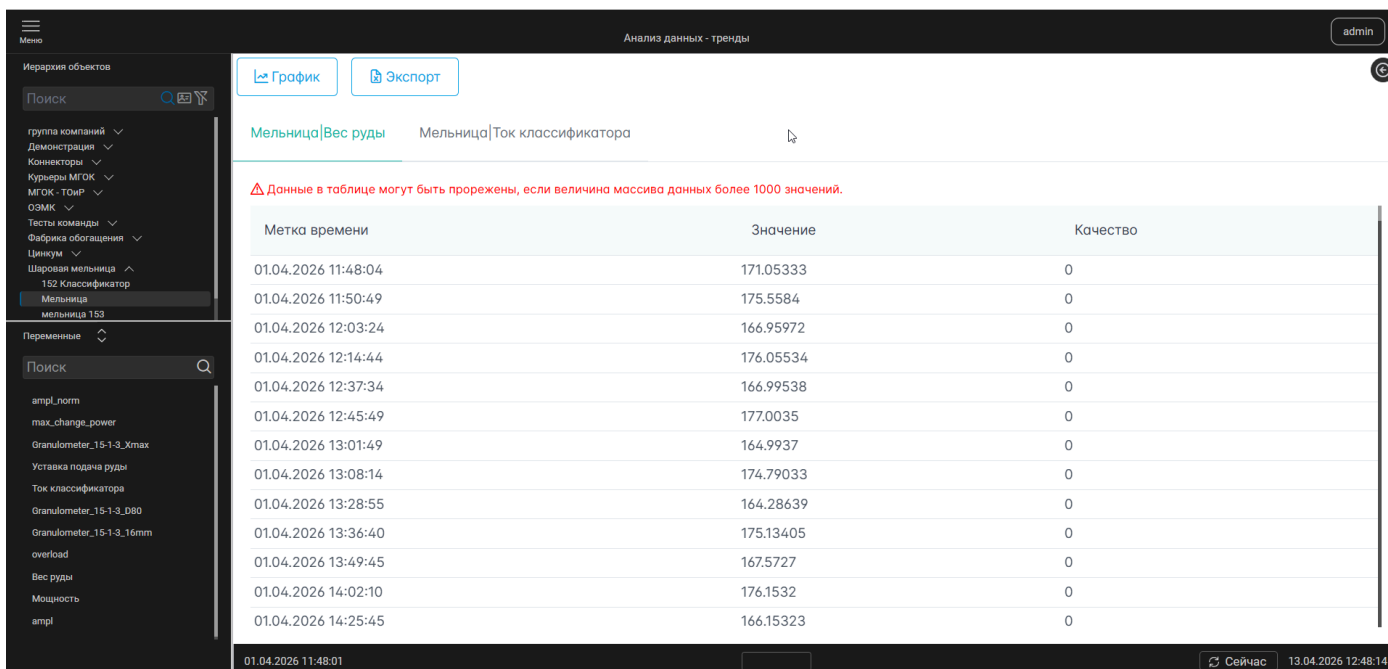 Меню
Анализ данных - тренды
admin
Иерархия объектов
Поиск
группа компаний
Демонстрация
Коннекторы
Курьеры МГОК
МГОК - ТОиР
ОЭМК
Тесты команды
Фабрика обогащения
Цинкум
Шаровая мельница
152 Классификатор
Мельница
мельница 153
Переменные
Поиск
ampl_norm
max_change_power
Granulometer_15-1-3_Xmax
Уставка подача руды
Ток классификатора
Granulometer_15-1-3_D80
Granulometer_15-1-3_16mm
overload
Вес руды
Мощность
ampl
График Экспорт
Мельница|Вес руды Мельница|Ток классификатора
Данные в таблице могут быть прорежены, если величина массива данных более 1000 значений.
Метка времени Значение Качество
01.04.2026 11:48:04 171.05333 0
01.04.2026 11:50:49 175.5584 0
01.04.2026 12:03:24 166.95972 0
01.04.2026 12:14:44 176.05534 0
01.04.2026 12:37:34 166.99538 0
01.04.2026 12:45:49 177.0035 0
01.04.2026 13:01:49 164.9937 0
01.04.2026 13:08:14 174.79033 0
01.04.2026 13:28:55 164.28639 0
01.04.2026 13:36:40 175.13405 0
01.04.2026 13:49:45 167.5727 0
01.04.2026 14:02:10 176.1532 0
01.04.2026 14:25:45 166.15323 0
01.04.2026 11:48:01 Сейчас 13.04.2026 12:48:14